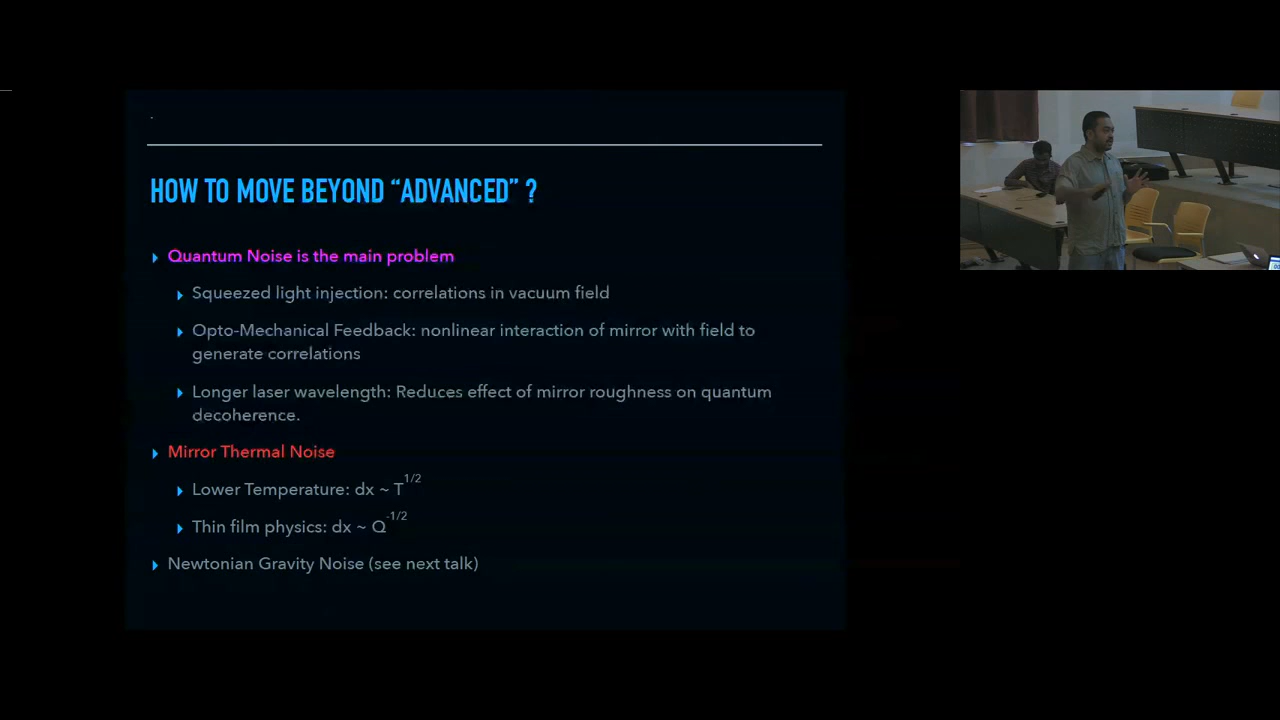 HOW TO MOVE BEYOND “ADVANCED” ?
Quantum Noise is the main problem
Squeezed light injection: correlations in vacuum field
Opto-Mechanical Feedback: nonlinear interaction of mirror with field to
generate correlations
Longer laser wavelength: Reduces effect of mirror roughness on quantum
decoherence.
Mirror Thermal Noise
Lower Temperature: dx ~ T^1/2
Thin film physics: dx ~ Q^-1/2
Newtonian Gravity Noise (see next talk)